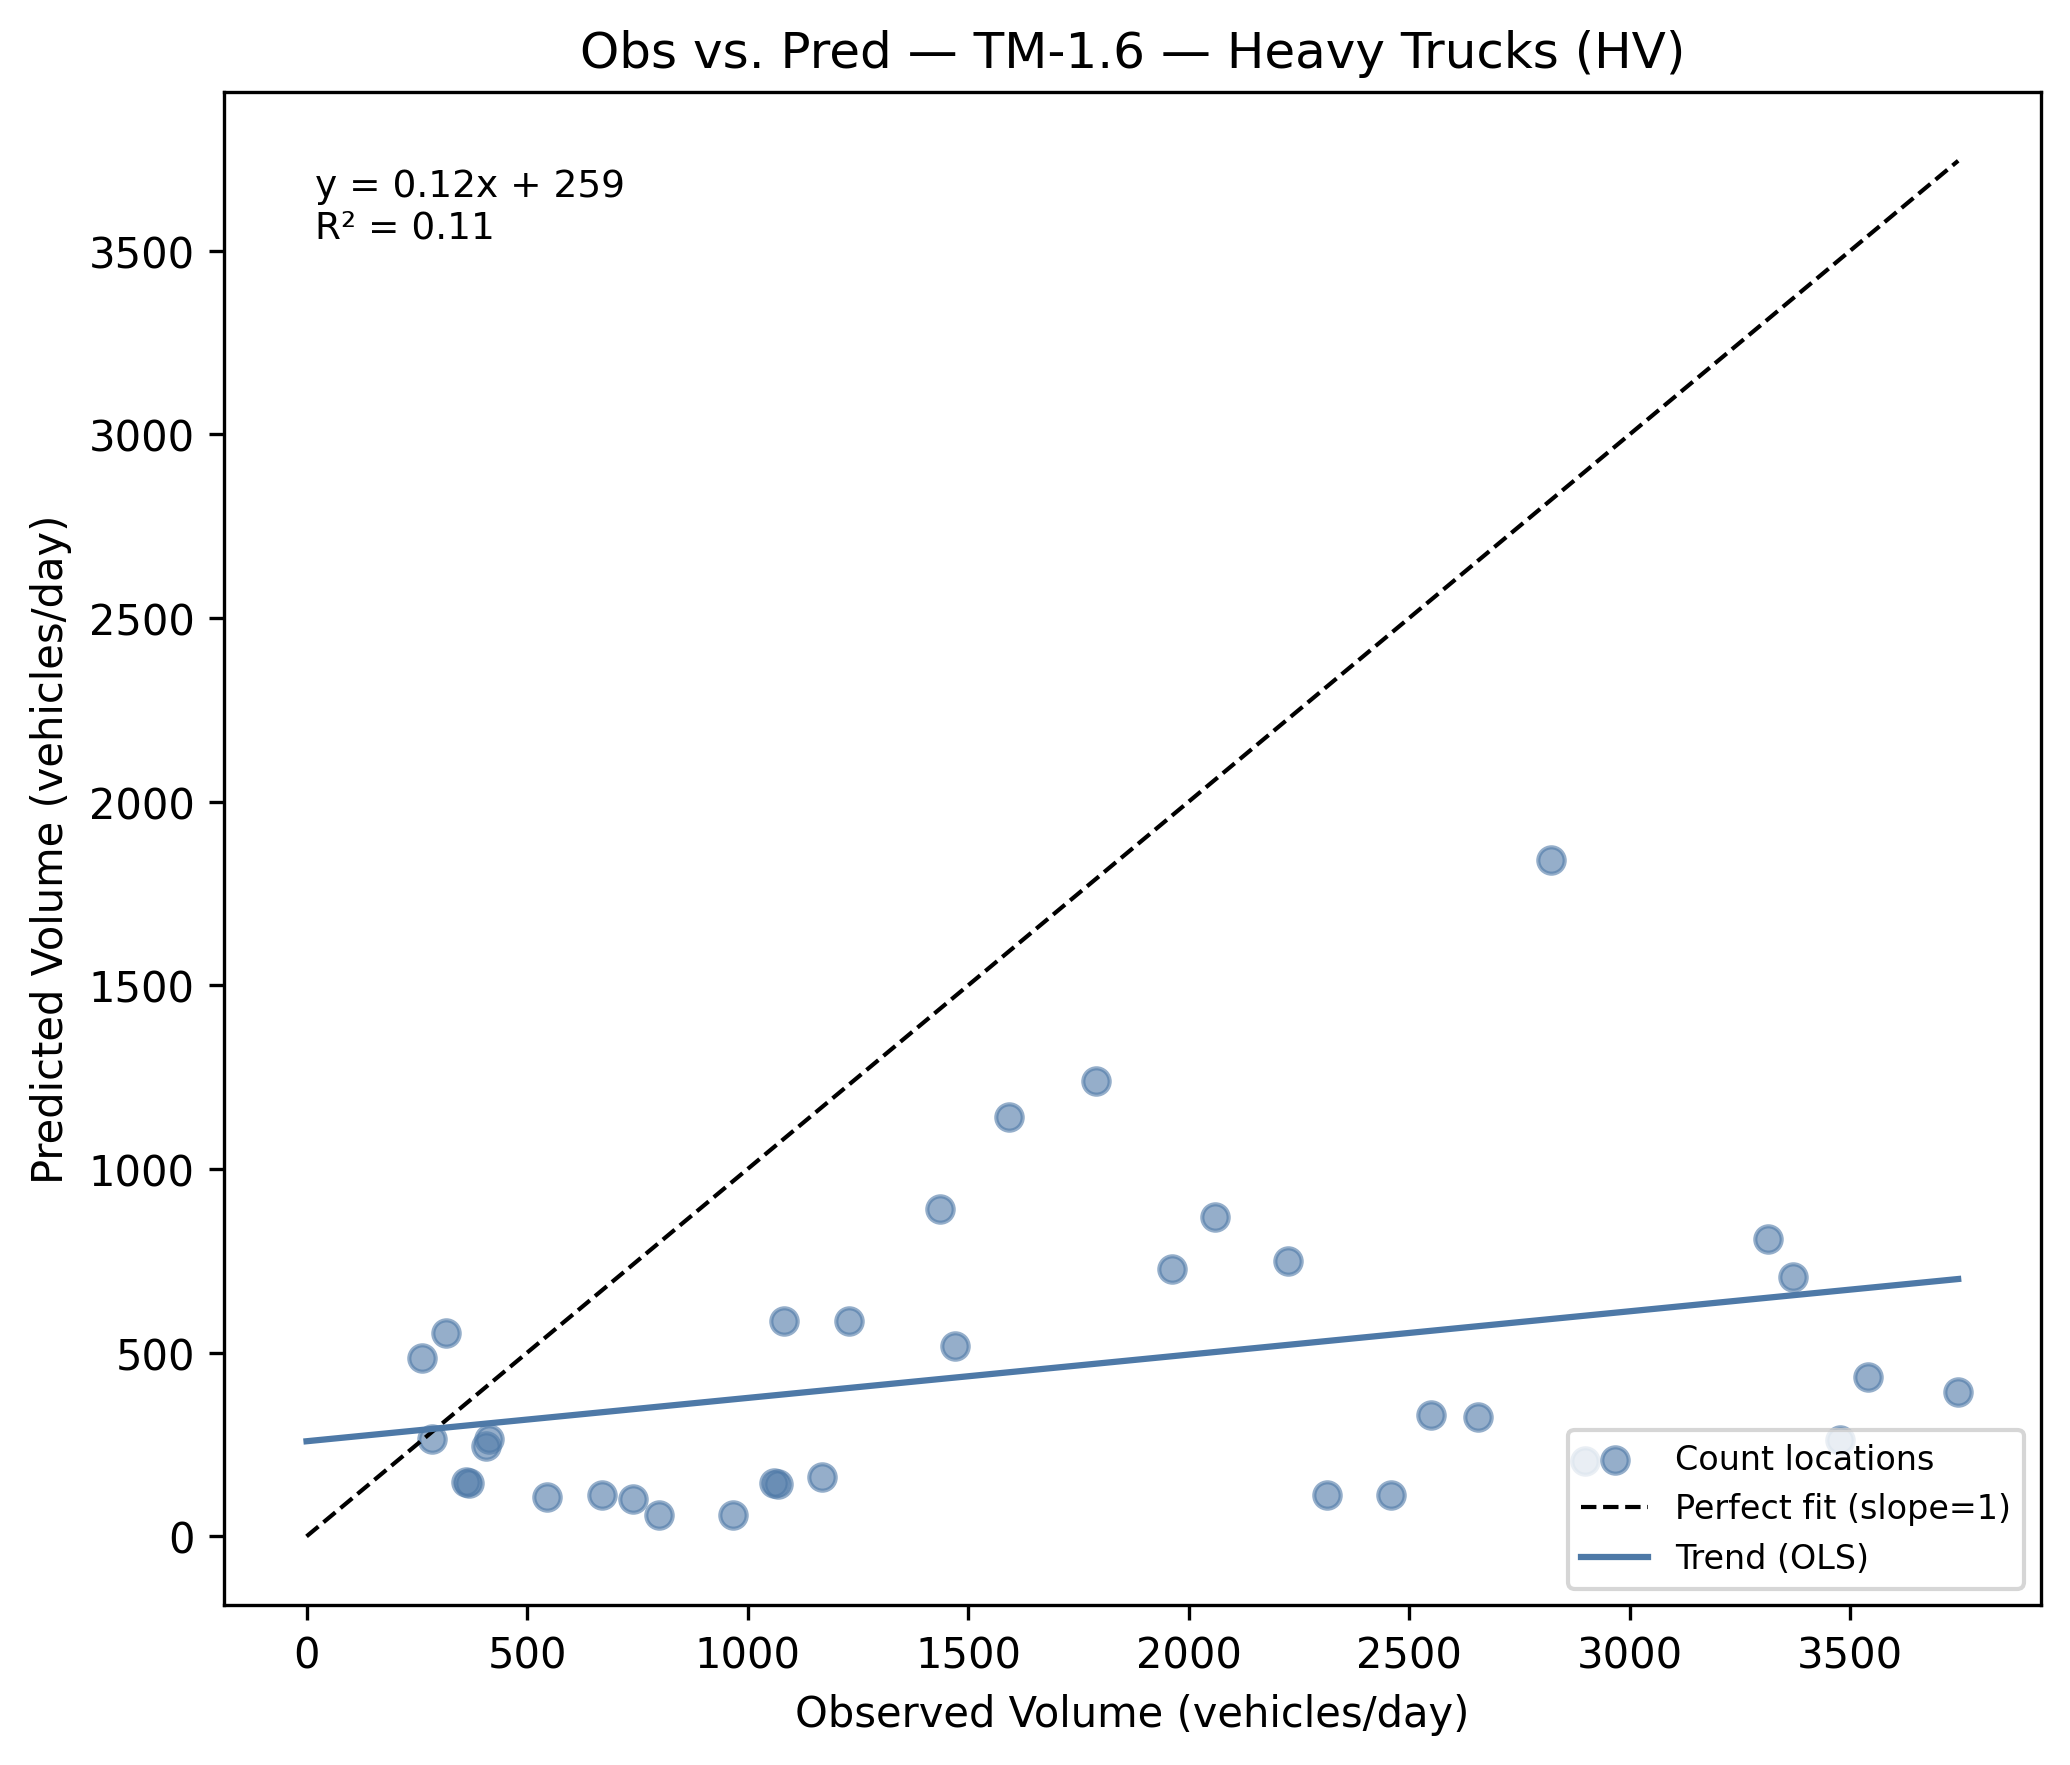 Obs vs. Pred — TM-1.6 — Heavy Trucks (HV)
y = 0.12x + 259
R² = 0.11
Predicted Volume (vehicles/day)
3500
3000
2500
2000
1500
1000
500
0
0 500 1000 1500 2000 2500 3000 3500
Observed Volume (vehicles/day)
Count locations
Perfect fit (slope=1)
Trend (OLS)